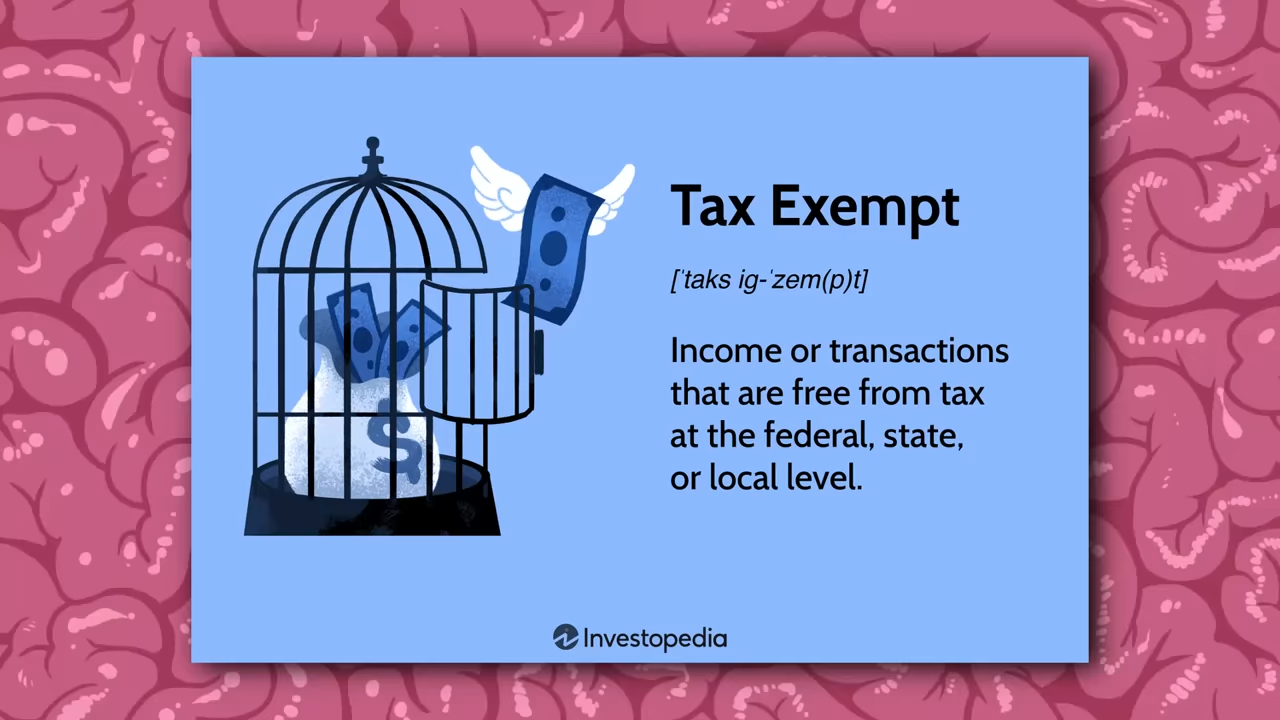 Tax Exempt
[ˈtaks ig-ˈzem(p)t]
Income or transactions
that are free from tax
at the federal, state,
or local level.
$
Investopedia